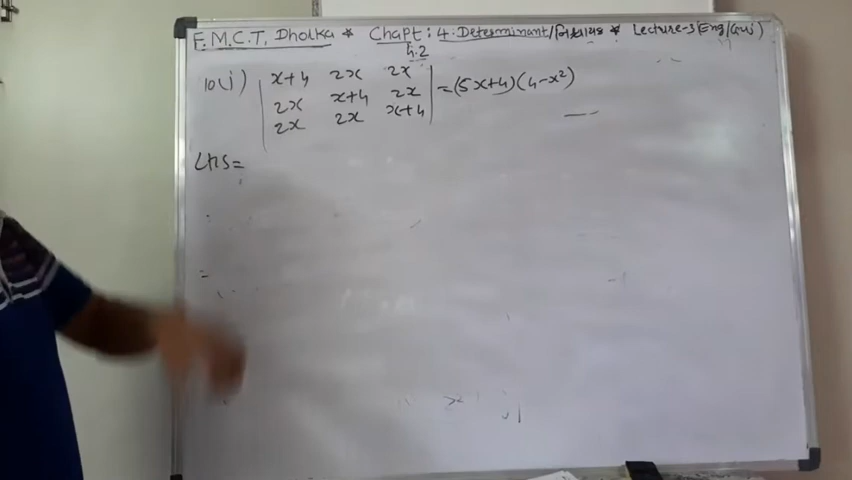 F.M.C.T. Dholka * Chapt: 4. Determinant/નિશ્ચાયક * Lecture-3 (Eng/Guj)
4.2
10(i) | x+4 2x 2x |
| 2x x+4 2x | = (5x+4)(4-x²)
| 2x 2x x+4 |
LHS=
=